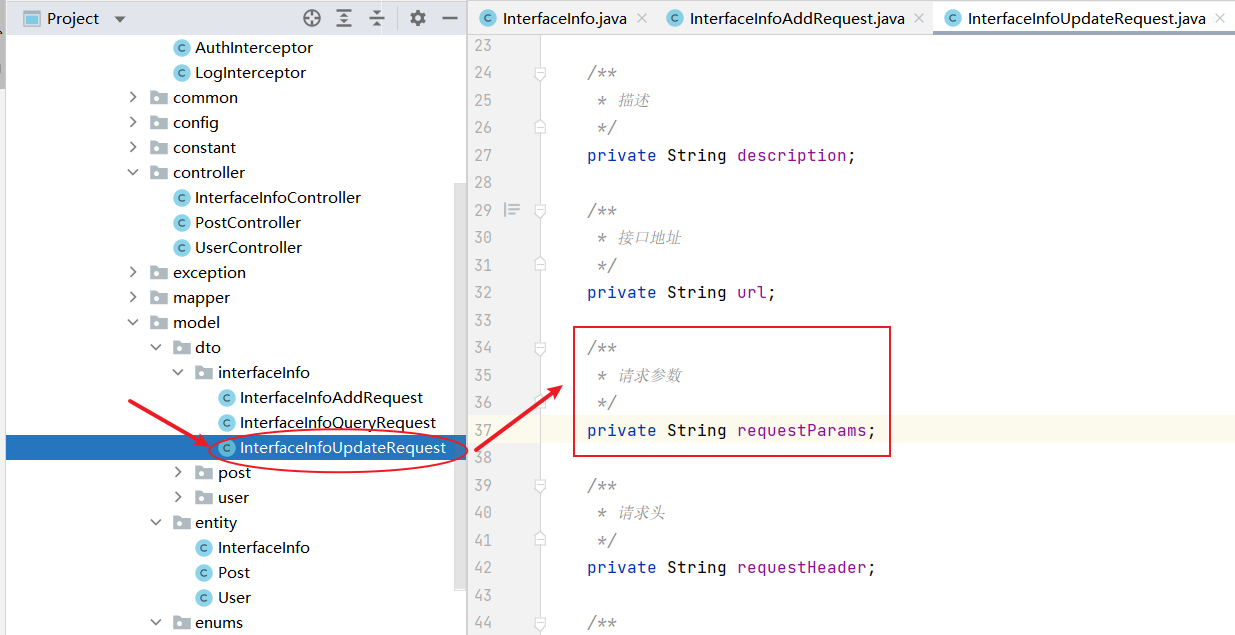 Project
AuthInterceptor
LogInterceptor
common
config
constant
controller
InterfaceInfoController
PostController
UserController
exception
mapper
model
dto
interfaceInfo
InterfaceInfoAddRequest
InterfaceInfoQueryRequest
InterfaceInfoUpdateRequest
post
user
entity
InterfaceInfo
Post
User
enums
InterfaceInfo.java
InterfaceInfoAddRequest.java
InterfaceInfoUpdateRequest.java
23
24 /**
25 * 描述
26 */
27 private String description;
28
29 /**
30 * 接口地址
31 */
32 private String url;
33
34 /**
35 * 请求参数
36 */
37 private String requestParams;
38
39 /**
40 * 请求头
41 */
42 private String requestHeader;
43
44 /**